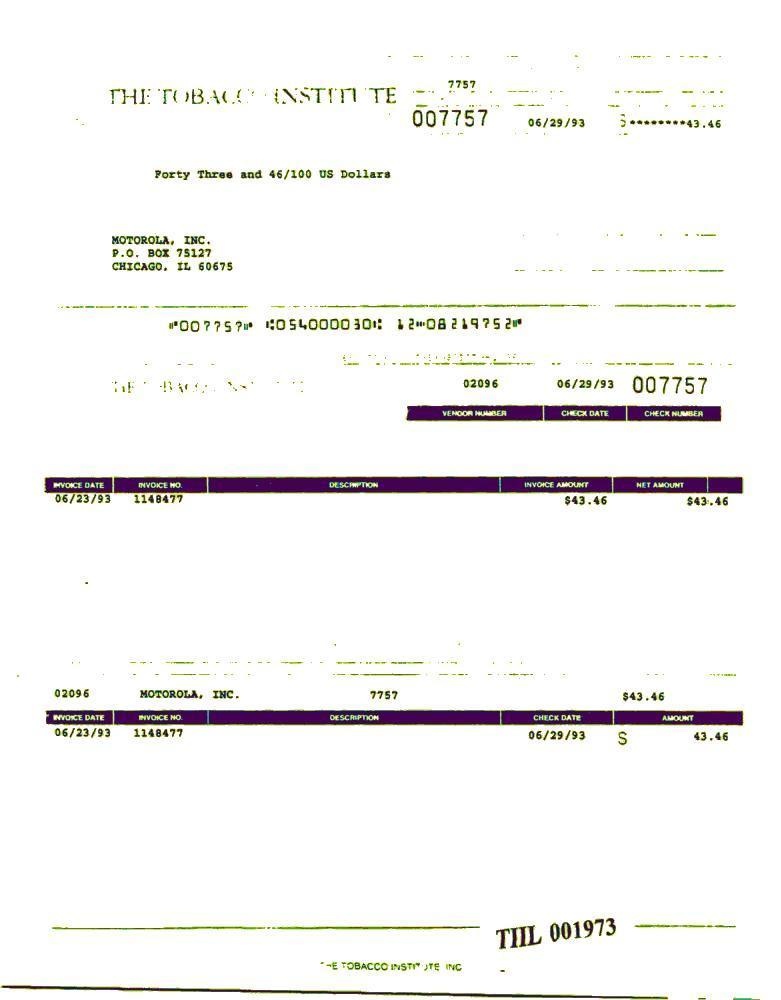 7757
THE TOBACCO INSTITUTE
007757 06/29/93 $********43.46
Forty Three and 46/100 US Dollars
MOTOROLA, INC.
P.O. BOX 75127
CHICAGO, IL 60675
⑈007757⑈ ⑆054000030⑆ 12⑈08219752⑈
02096 06/29/93 007757
VENDOR NUMBER CHECK DATE CHECK NUMBER
INVOICE DATE INVOICE NO. DESCRIPTION INVOICE AMOUNT NET AMOUNT
06/23/93 1148477 $43.46 $43.46
02096 MOTOROLA, INC. 7757 $43.46
INVOICE DATE INVOICE NO. DESCRIPTION CHECK DATE AMOUNT
06/23/93 1148477 06/29/93 $ 43.46
TIIL 001973
THE TOBACCO INSTITUTE INC